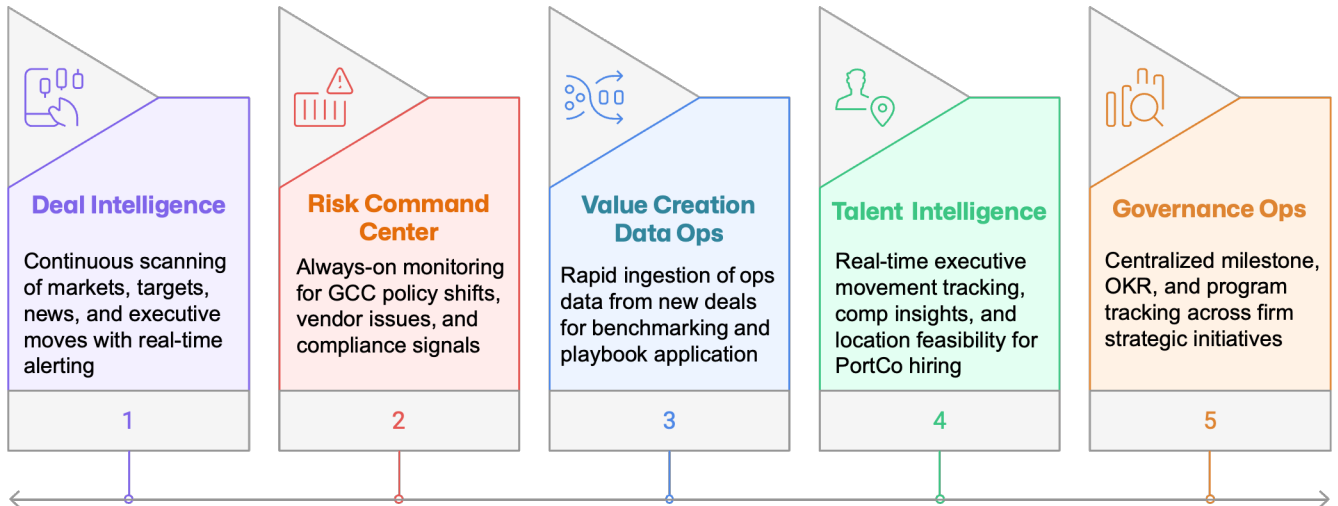 Deal Intelligence
Continuous scanning
of markets, targets,
news, and executive
moves with real-time
alerting
1
Risk Command
Center
Always-on monitoring
for GCC policy shifts,
vendor issues, and
compliance signals
2
Value Creation
Data Ops
Rapid ingestion of ops
data from new deals
for benchmarking and
playbook application
3
Talent Intelligence
Real-time executive
movement tracking,
comp insights, and
location feasibility for
PortCo hiring
4
Governance Ops
Centralized milestone,
OKR, and program
tracking across firm
strategic initiatives
5